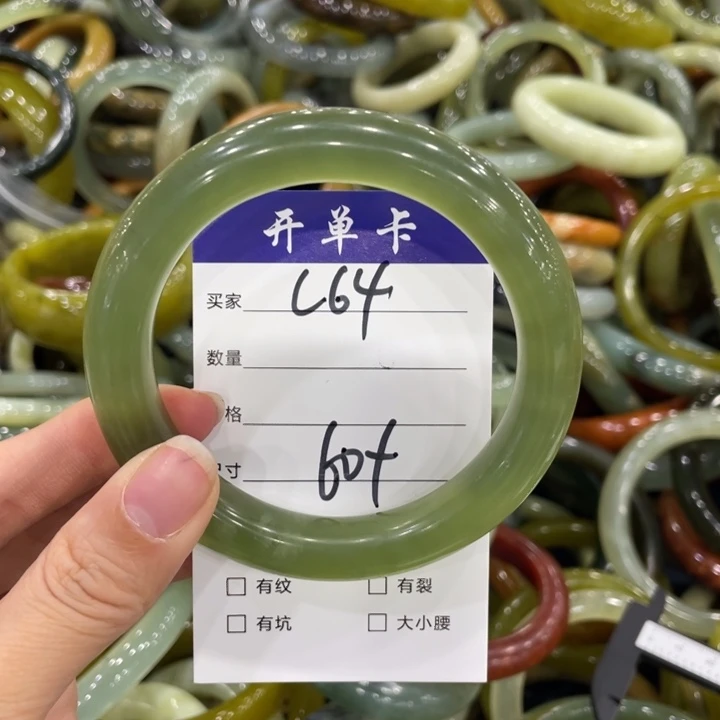 开单卡
买家 L64
数量
格
寸 60+
有纹 有裂
有坑 大小腰